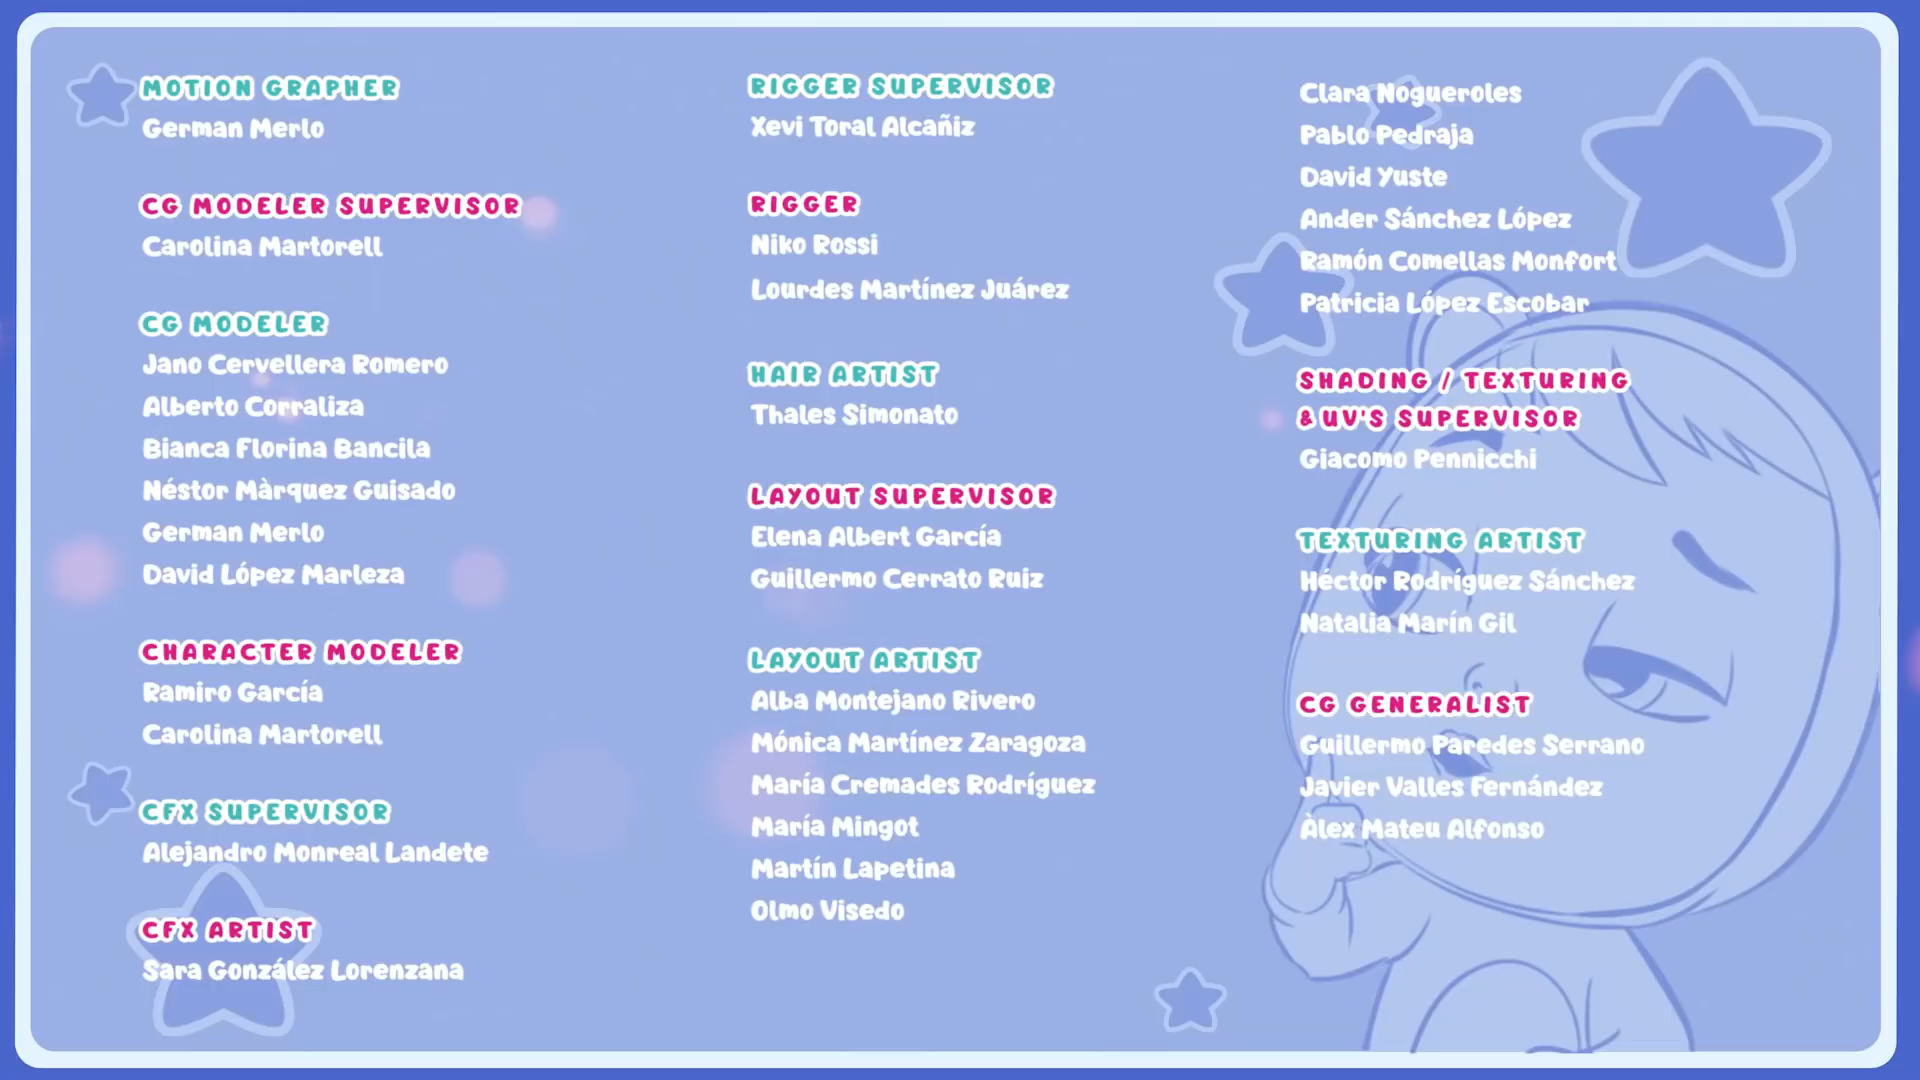 MOTION GRAPHER
German Merlo
CG MODELER SUPERVISOR
Carolina Martorell
CG MODELER
Jano Cervellera Romero
Alberto Corraliza
Bianca Florina Bancila
Néstor Màrquez Guisado
German Merlo
David López Marleza
CHARACTER MODELER
Ramiro García
Carolina Martorell
CFX SUPERVISOR
Alejandro Monreal Landete
CFX ARTIST
Sara González Lorenzana
RIGGER SUPERVISOR
Xevi Toral Alcañiz
RIGGER
Niko Rossi
Lourdes Martínez Juárez
HAIR ARTIST
Thales Simonato
LAYOUT SUPERVISOR
Elena Albert García
Guillermo Cerrato Ruiz
LAYOUT ARTIST
Alba Montejano Rivero
Mónica Martínez Zaragoza
María Cremades Rodríguez
María Mingot
Martín Lapetina
Olmo Visedo
Clara Nogueroles
Pablo Pedraja
David Yuste
Ander Sánchez López
Ramón Comellas Monfort
Patricia López Escobar
SHADING / TEXTURING
& UV'S SUPERVISOR
Giacomo Pennicchi
TEXTURING ARTIST
Héctor Rodríguez Sánchez
Natalia Marín Gil
CG GENERALIST
Guillermo Paredes Serrano
Javier Valles Fernández
Àlex Mateu Alfonso